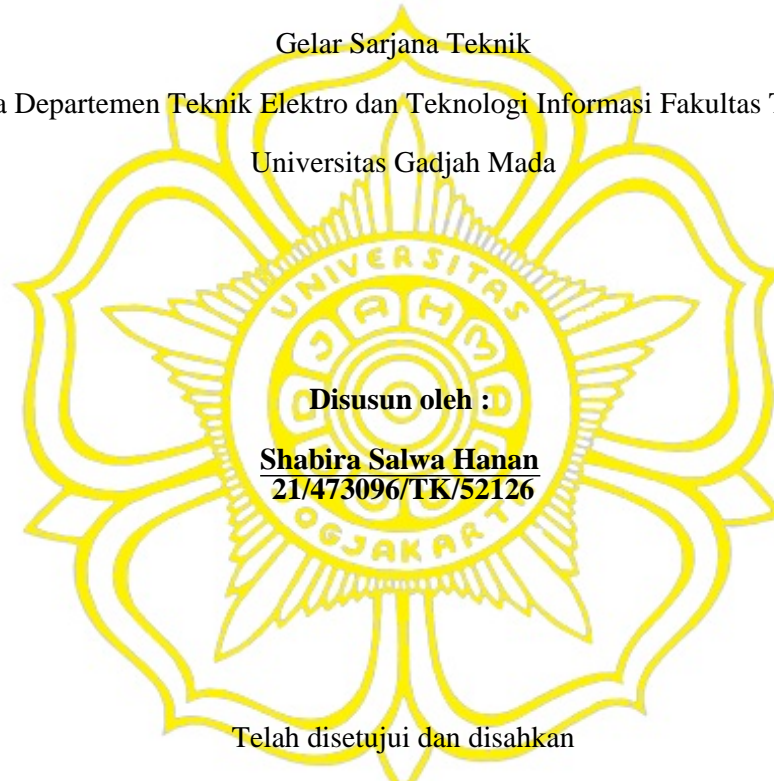 Gelar Sarjana Teknik
a Departemen Teknik Elektro dan Teknologi Informasi Fakultas
Universitas Gadjah Mada
UNIVERSITAS
GADJAH MADA
Disusun oleh :
Shabira Salwa Hanan
21/473096/TK/52126
YOGJAKARTA
Telah disetujui dan disahkan